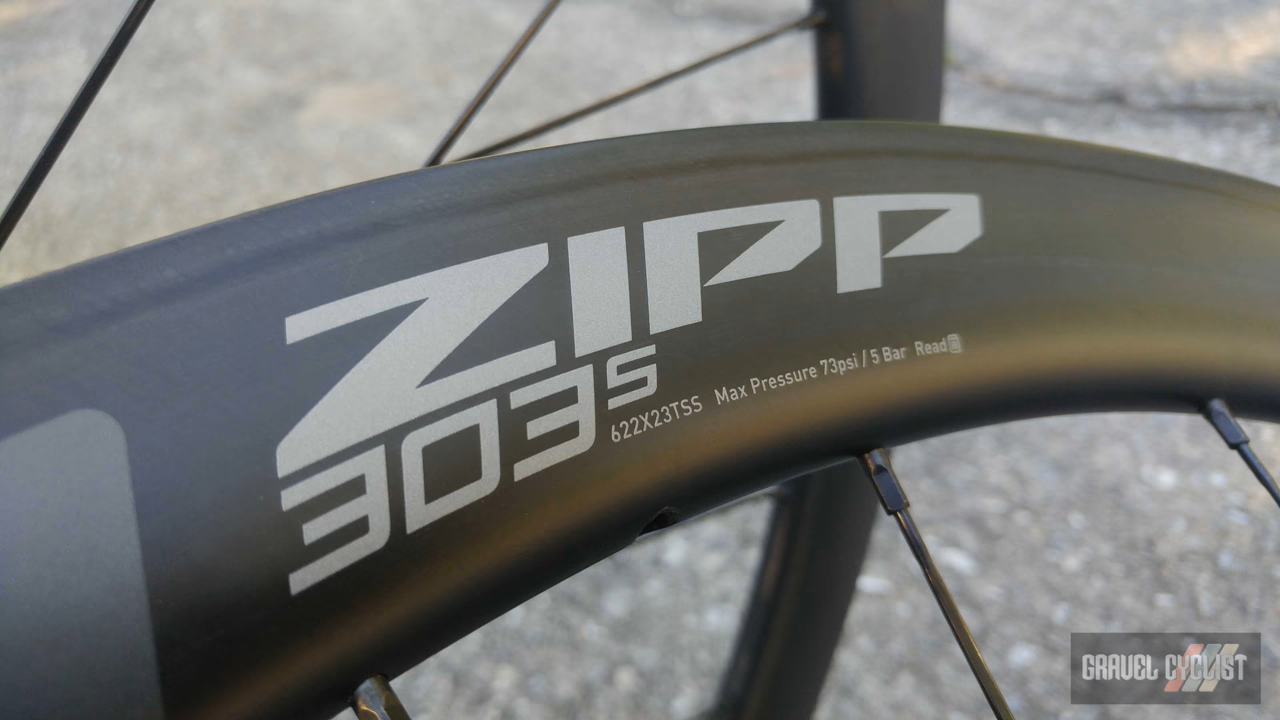 ZIPP
303S
622X23TSS Max Pressure 73psi / 5 Bar Read
GRAVEL CYCLIST